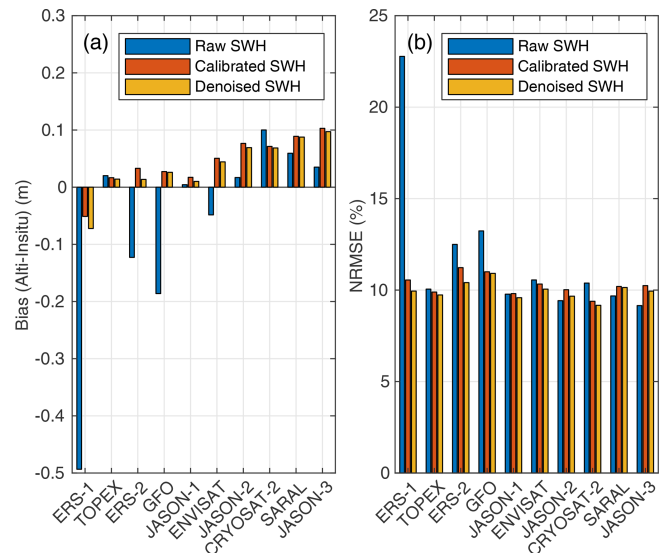 (a)
Raw SWH
Calibrated SWH
Denoised SWH
0.3
0.2
0.1
0
-0.1
-0.2
-0.3
-0.4
-0.5
Bias (Alti-Insitu) (m)
ERS-1
TOPEX
ERS-2
GFO
JASON-1
ENVISAT
JASON-2
CRYOSAT-2
SARAL
JASON-3
(b)
Raw SWH
Calibrated SWH
Denoised SWH
25
20
15
10
5
0
NRMSE (%)
ERS-1
TOPEX
ERS-2
GFO
JASON-1
ENVISAT
JASON-2
CRYOSAT-2
SARAL
JASON-3